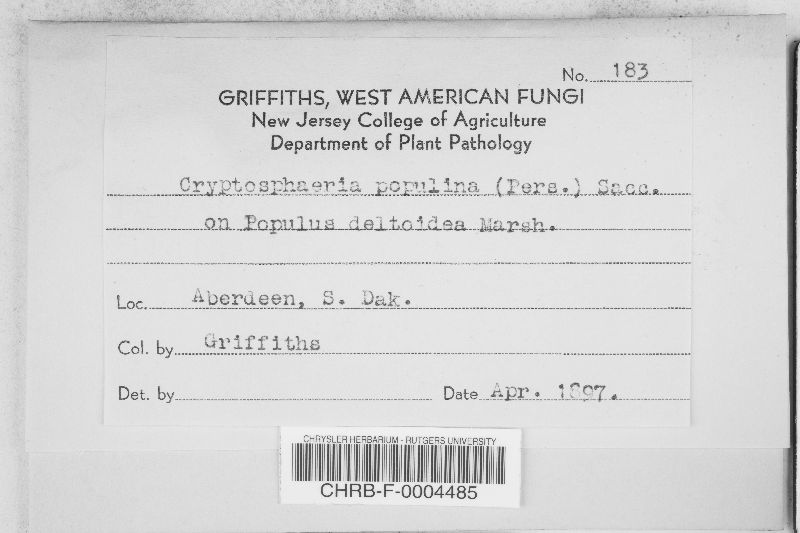 No. 183
GRIFFITHS, WEST AMERICAN FUNGI
New Jersey College of Agriculture
Department of Plant Pathology
Cryptosphaeria populina (Pers.) Sacc.
on Populus deltoidea Marsh.
Loc. Aberdeen, S. Dak.
Col. by Griffiths
Det. by Date Apr. 1897.
CHRYSLER HERBARIUM - RUTGERS UNIVERSITY
CHRB-F-0004485